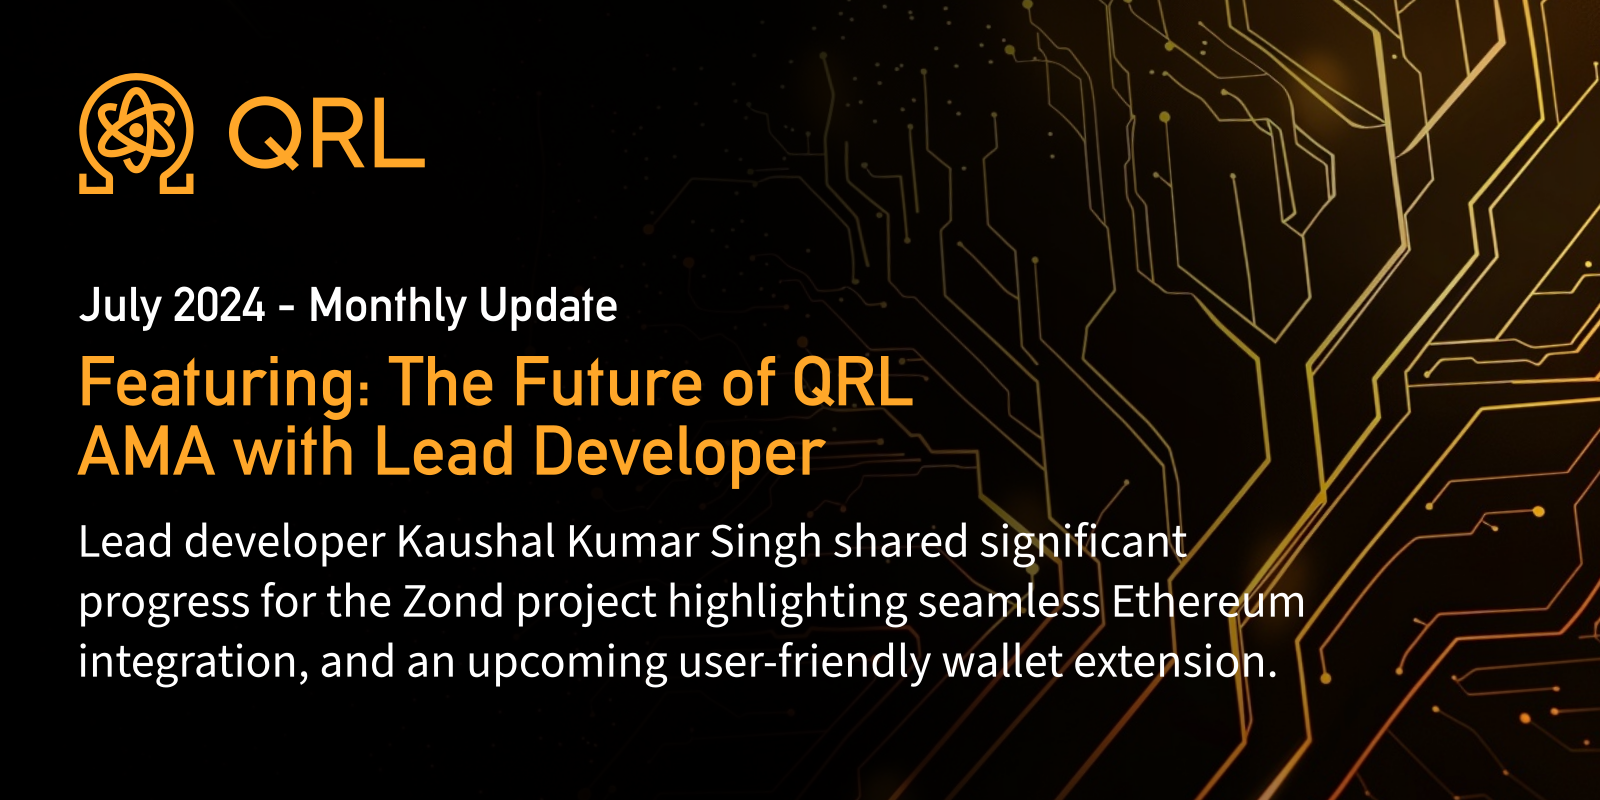 QRL
July 2024 - Monthly Update
Featuring: The Future of QRL
AMA with Lead Developer
Lead developer Kaushal Kumar Singh shared significant
progress for the Zond project highlighting seamless Ethereum
integration, and an upcoming user-friendly wallet extension.